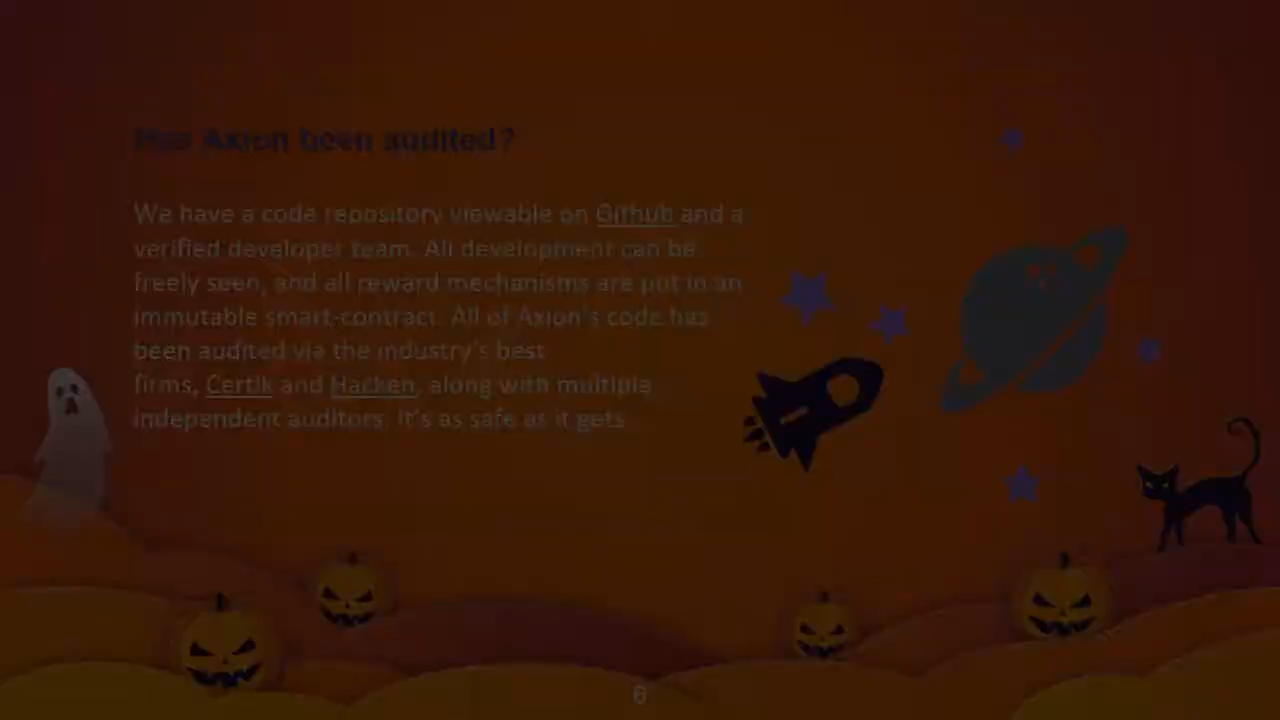 Has Axion been audited?
We have a code repository viewable on Github and a
verified developer team. All development can be
freely seen, and all reward mechanisms are put in an
immutable smart-contract. All of Axion's code has
been audited via the industry's best
firms, Certik and Hacken, along with multiple
independent auditors. It's as safe as it gets
6